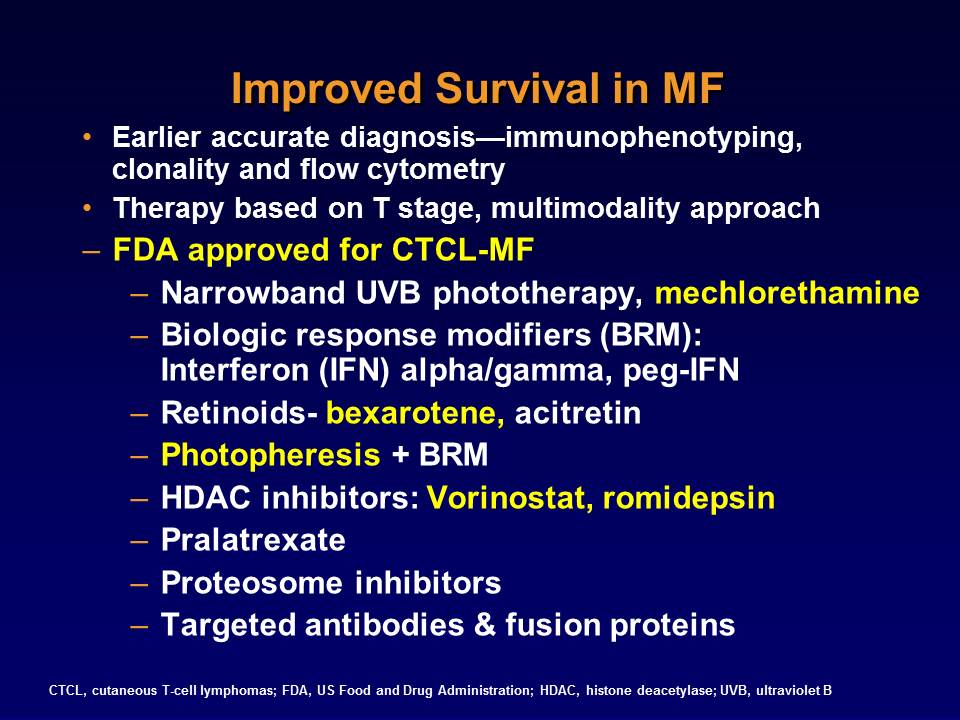 Improved Survival in MF
• Earlier accurate diagnosis—immunophenotyping,
clonality and flow cytometry
• Therapy based on T stage, multimodality approach
– FDA approved for CTCL-MF
– Narrowband UVB phototherapy, mechlorethamine
– Biologic response modifiers (BRM):
Interferon (IFN) alpha/gamma, peg-IFN
– Retinoids- bexarotene, acitretin
– Photopheresis + BRM
– HDAC inhibitors: Vorinostat, romidepsin
– Pralatrexate
– Proteosome inhibitors
– Targeted antibodies & fusion proteins
CTCL, cutaneous T-cell lymphomas; FDA, US Food and Drug Administration; HDAC, histone deacetylase; UVB, ultraviolet B